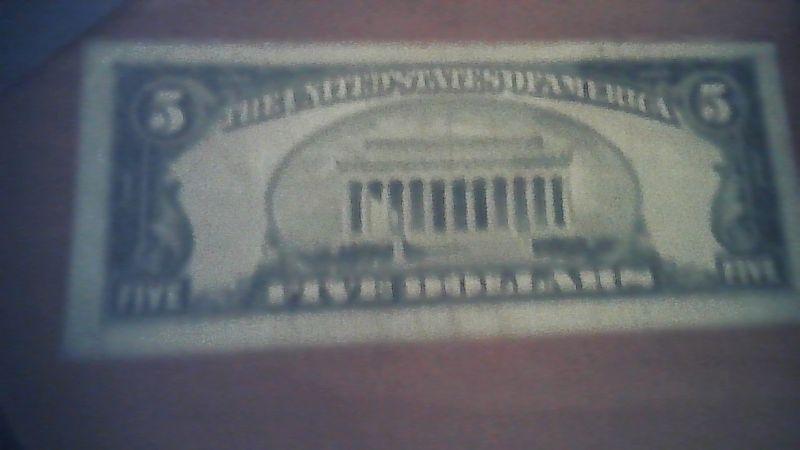 5 THE UNITED STATES OF AMERICA 5
FIVE FIVE DOLLARS FIVE